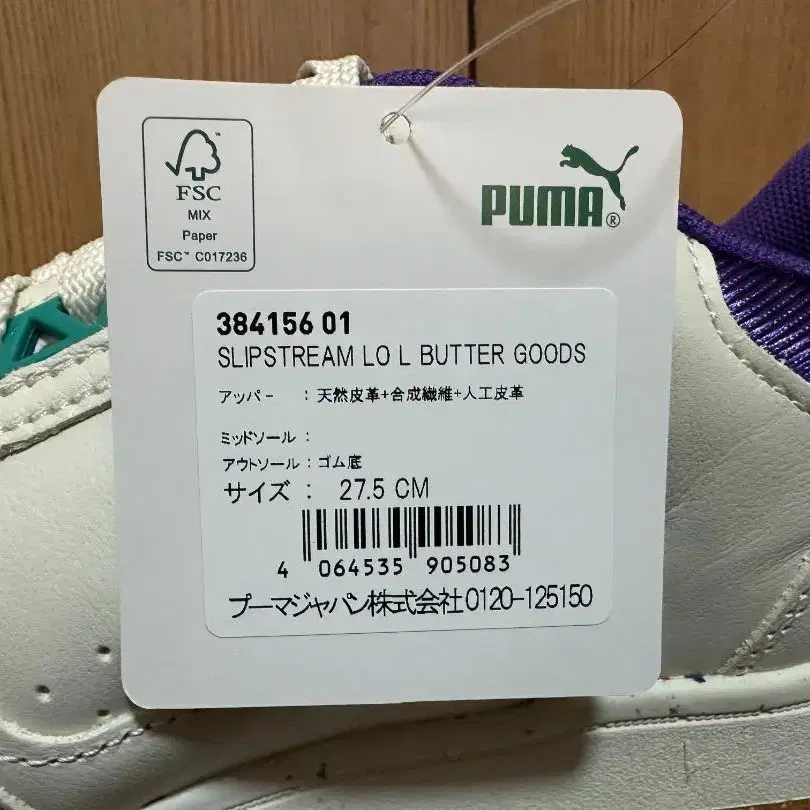 FSC™
MIX
Paper
FSC™ C017236
PUMA®
384156 01
SLIPSTREAM LO L BUTTER GOODS
アッパー : 天然皮革+合成繊維+人工皮革
ミッドソール :
アウトソール : ゴム底
サイズ : 27.5 CM
4 064535 905083
プーマジャパン株式会社0120-125150